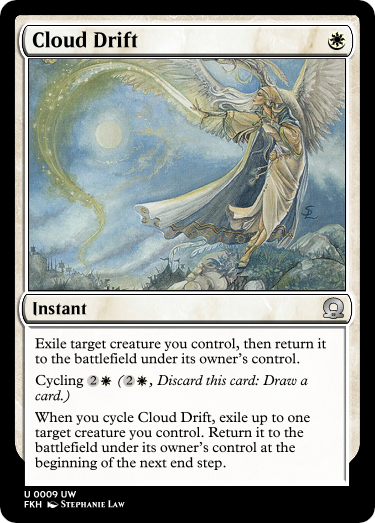 Cloud Drift
Instant
Exile target creature you control, then return it
to the battlefield under its owner's control.
Cycling 2 (2, Discard this card: Draw a
card.)
When you cycle Cloud Drift, exile up to one
target creature you control. Return it to the
battlefield under its owner's control at the
beginning of the next end step.
U 0009 UW
FKH Stephanie Law